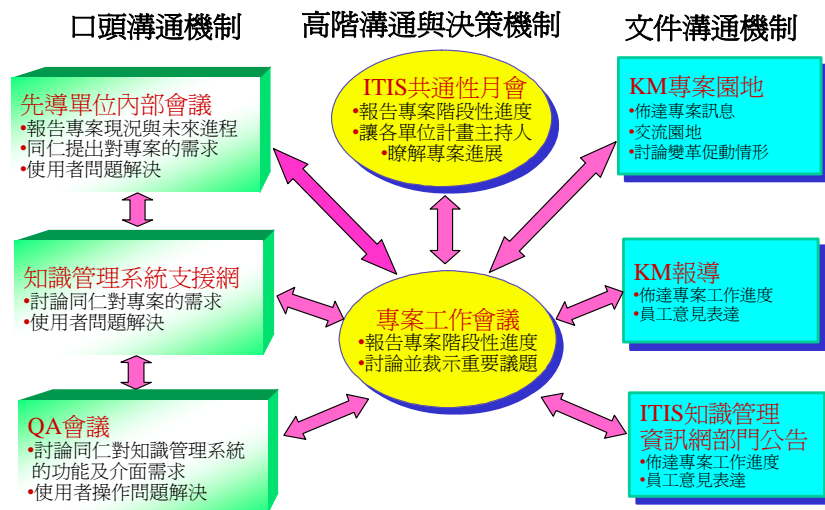 口頭溝通機制
高階溝通與決策機制
文件溝通機制
先導單位內部會議
•報告專案現況與未來進程
•同仁提出對專案的需求
•使用者問題解決
知識管理系統支援網
•討論同仁對專案的需求
•使用者問題解決
QA會議
•討論同仁對知識管理系統
的功能及介面需求
•使用者操作問題解決
ITIS共通性月會
•報告專案階段性進度
•讓各單位計畫主持人
•瞭解專案進展
專案工作會議
•報告專案階段性進度
•討論並裁示重要議題
KM專案園地
•佈達專案訊息
•交流園地
•討論變革促動情形
KM報導
•佈達專案工作進度
•員工意見表達
ITIS知識管理
資訊網部門公告
•佈達專案工作進度
•員工意見表達